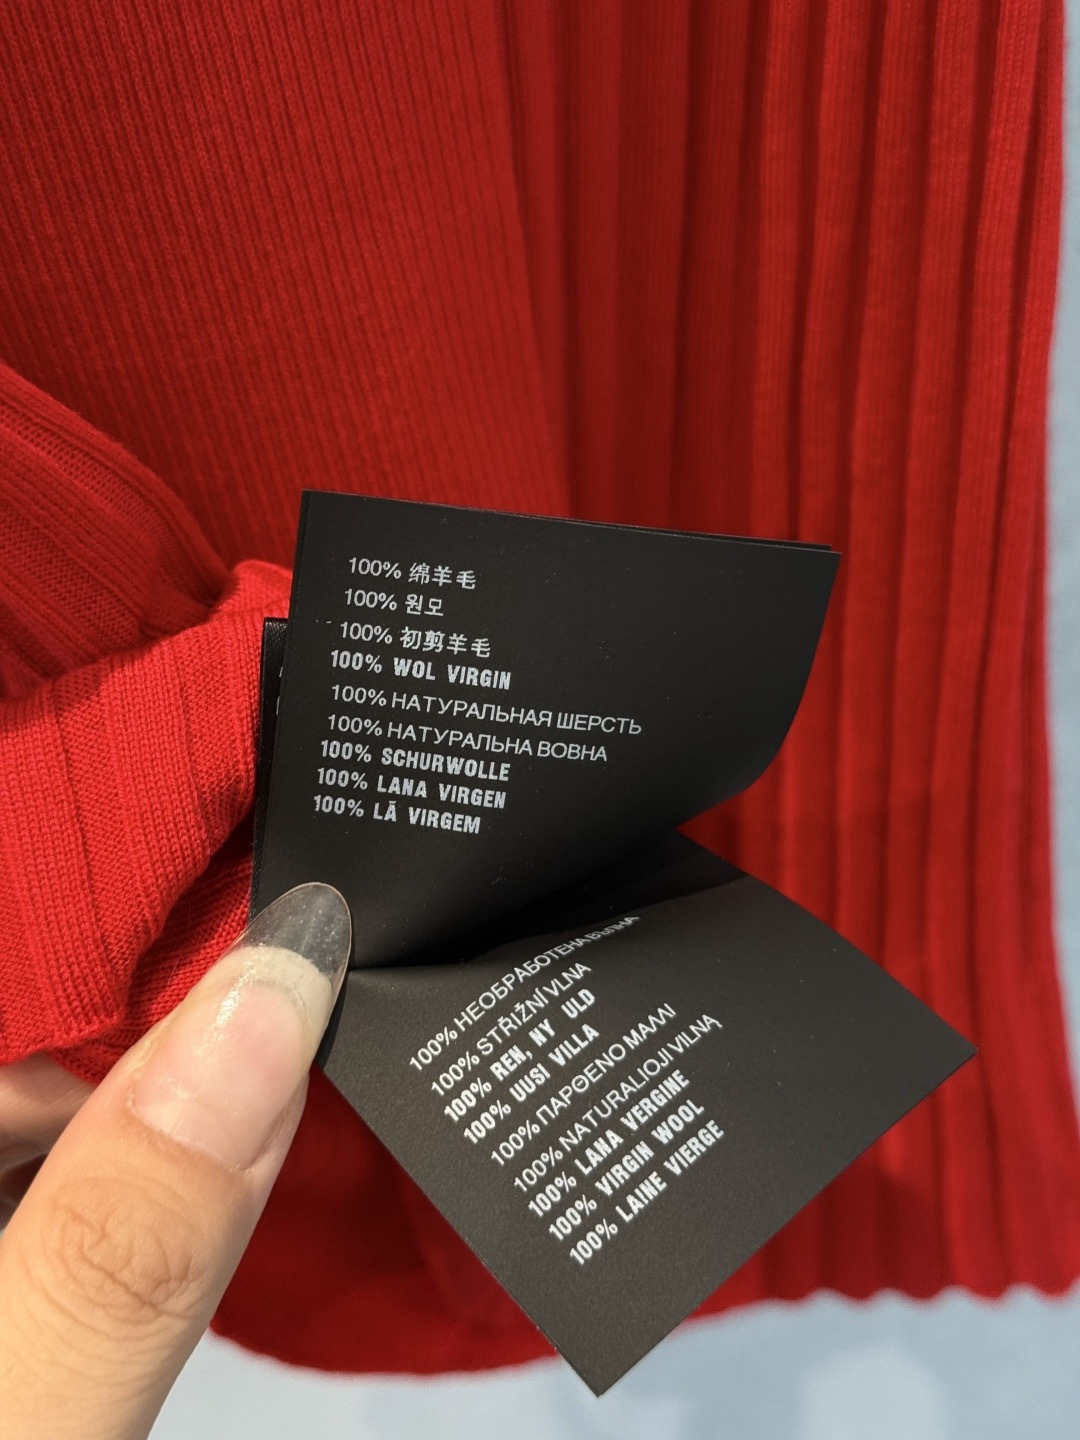 100% 绵羊毛
100% 원모
100% 初剪羊毛
100% WOL VIRGIN
100% НАТУРАЛЬНАЯ ШЕРСТЬ
100% НАТУРАЛЬНА ВОВНА
100% SCHURWOLLE
100% LANA VIRGEN
100% LÃ VIRGEM
100% НЕОБРАБОТЕНА ВЪЛНА
100% STŘIŽNÍ VLNA
100% REN, NY ULD
100% UUSI VILLA
100% ΠΑΡΘΕΝΟ ΜΑΛΛΙ
100% NATURALIOJI VILNĄ
100% LANA VERGINE
100% VIRGIN WOOL
100% LAINE VIERGE